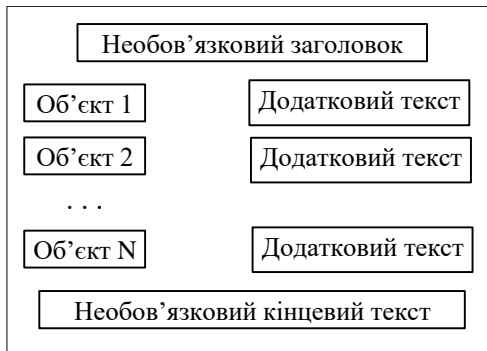 Необов’язковий заголовок
Об’єкт 1 Додатковий текст
Об’єкт 2 Додатковий текст
. . .
Об’єкт N Додатковий текст
Необов’язковий кінцевий текст